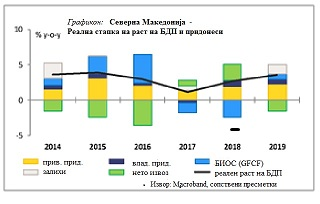 Графикон: Северна Македонија -
Реална стапка на раст на БДП и придонеси
% y-o-y
10
5
0
-5
2014 2015 2016 2017 2018 2019
прив. прид. влад. прид. БИОС (GFCF)
залихи нето извоз реален раст на БДП
• Извор: Macroband, сопствени пресметки